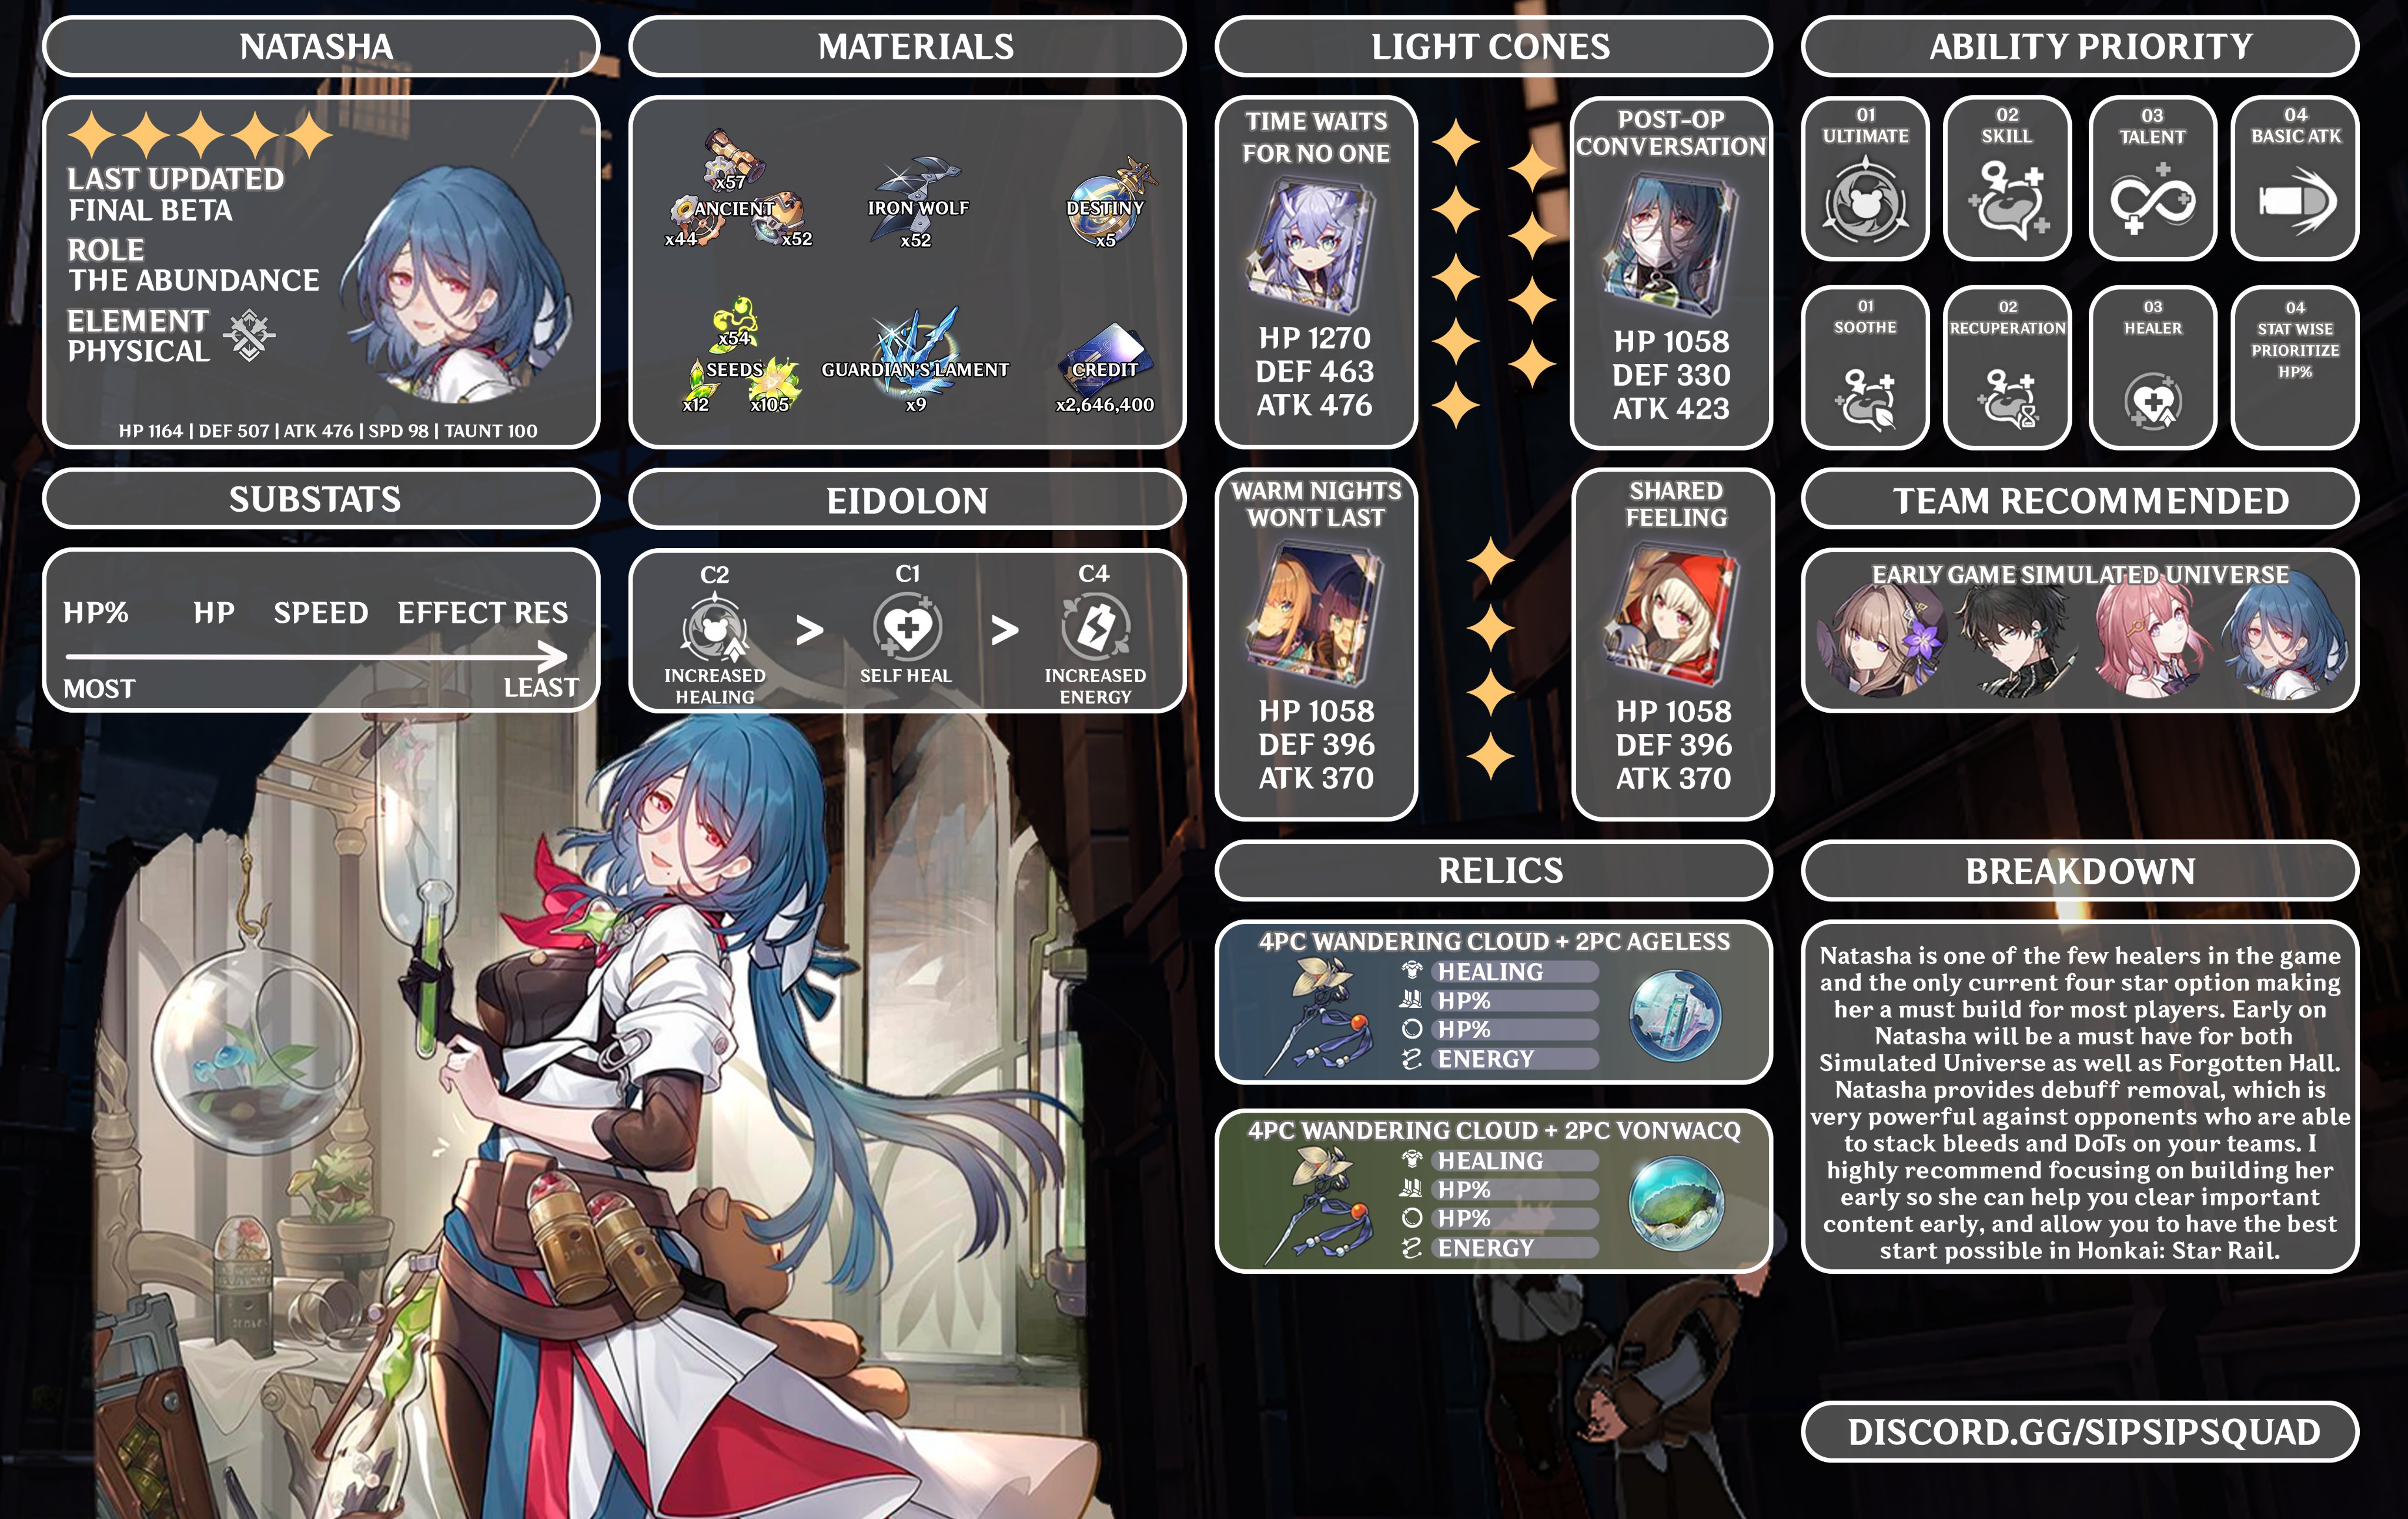 NATASHA
LAST UPDATED
FINAL BETA
ROLE
THE ABUNDANCE
ELEMENT
PHYSICAL
HP 1164 | DEF 507 | ATK 476 | SPD 98 | TAUNT 100
MATERIALS
x57
ANCIENT
x44
x52
IRON WOLF
x52
DESTINY
x5
x54
SEEDS
x12
x105
GUARDIAN'S LAMENT
x9
CREDIT
x2,646,400
LIGHT CONES
TIME WAITS
FOR NO ONE
HP 1270
DEF 463
ATK 476
POST-OP
CONVERSATION
HP 1058
DEF 330
ATK 423
WARM NIGHTS
WONT LAST
HP 1058
DEF 396
ATK 370
SHARED
FEELING
HP 1058
DEF 396
ATK 370
ABILITY PRIORITY
01
ULTIMATE
02
SKILL
03
TALENT
04
BASIC ATK
01
SOOTHE
02
RECUPERATION
03
HEALER
04
STAT WISE
PRIORITIZE
HP%
SUBSTATS
HP% HP SPEED EFFECT RES
MOST LEAST
EIDOLON
C2
INCREASED
HEALING
>
C1
SELF HEAL
>
C4
INCREASED
ENERGY
TEAM RECOMMENDED
EARLY GAME SIMULATED UNIVERSE
RELICS
4PC WANDERING CLOUD + 2PC AGELESS
HEALING
HP%
HP%
ENERGY
4PC WANDERING CLOUD + 2PC VONWACQ
HEALING
HP%
HP%
ENERGY
BREAKDOWN
Natasha is one of the few healers in the game
and the only current four star option making
her a must build for most players. Early on
Natasha will be a must have for both
Simulated Universe as well as Forgotten Hall.
Natasha provides debuff removal, which is
very powerful against opponents who are able
to stack bleeds and DoTs on your teams. I
highly recommend focusing on building her
early so she can help you clear important
content early, and allow you to have the best
start possible in Honkai: Star Rail.
DISCORD.GG/SIPSIPSQUAD